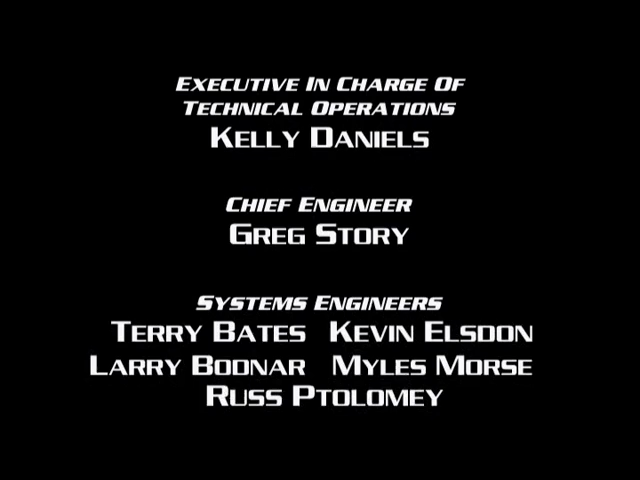 Executive In Charge Of
Technical Operations
Kelly Daniels
Chief Engineer
Greg Story
Systems Engineers
Terry Bates Kevin Elsdon
Larry Bodnar Myles Morse
Russ Ptolomey